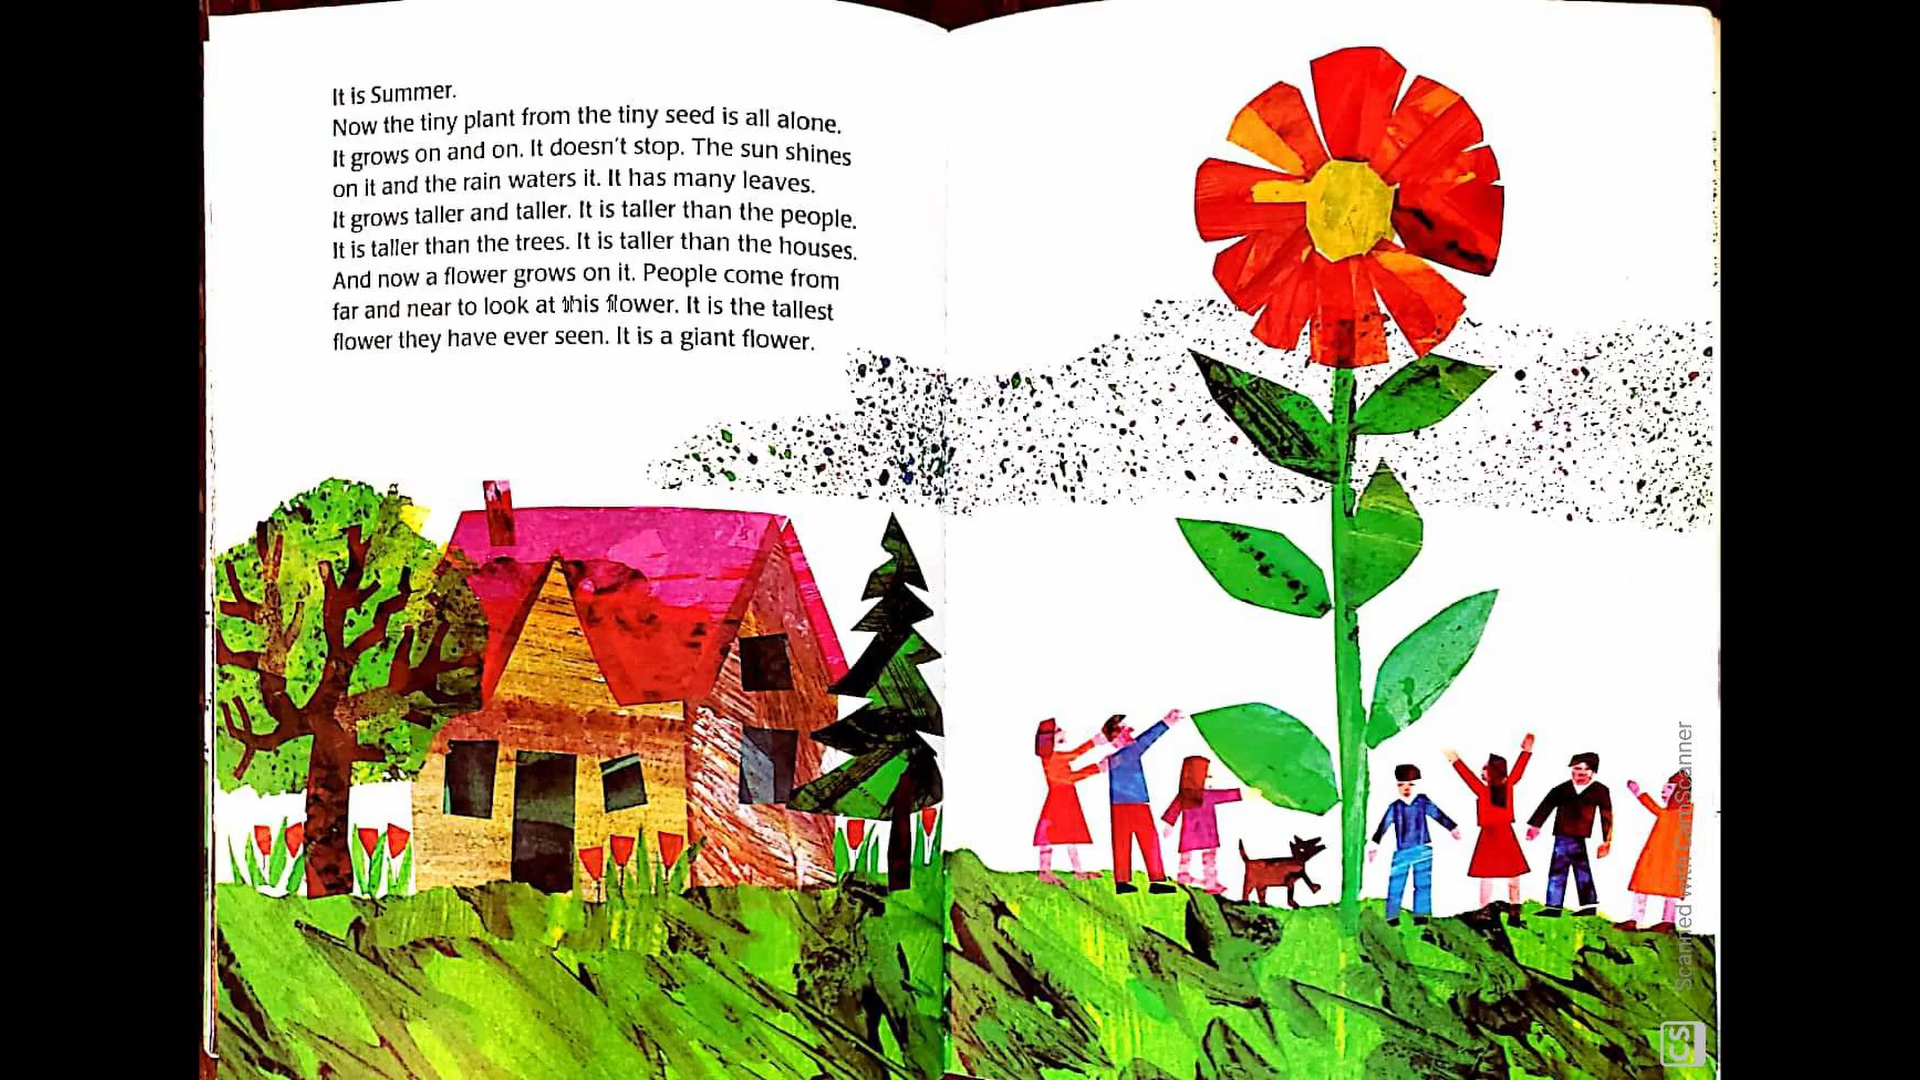 It is Summer.
Now the tiny plant from the tiny seed is all alone.
It grows on and on. It doesn't stop. The sun shines
on it and the rain waters it. It has many leaves.
It grows taller and taller. It is taller than the people.
It is taller than the trees. It is taller than the houses.
And now a flower grows on it. People come from
far and near to look at this flower. It is the tallest
flower they have ever seen. It is a giant flower.
Scanned with CamScanner
CS